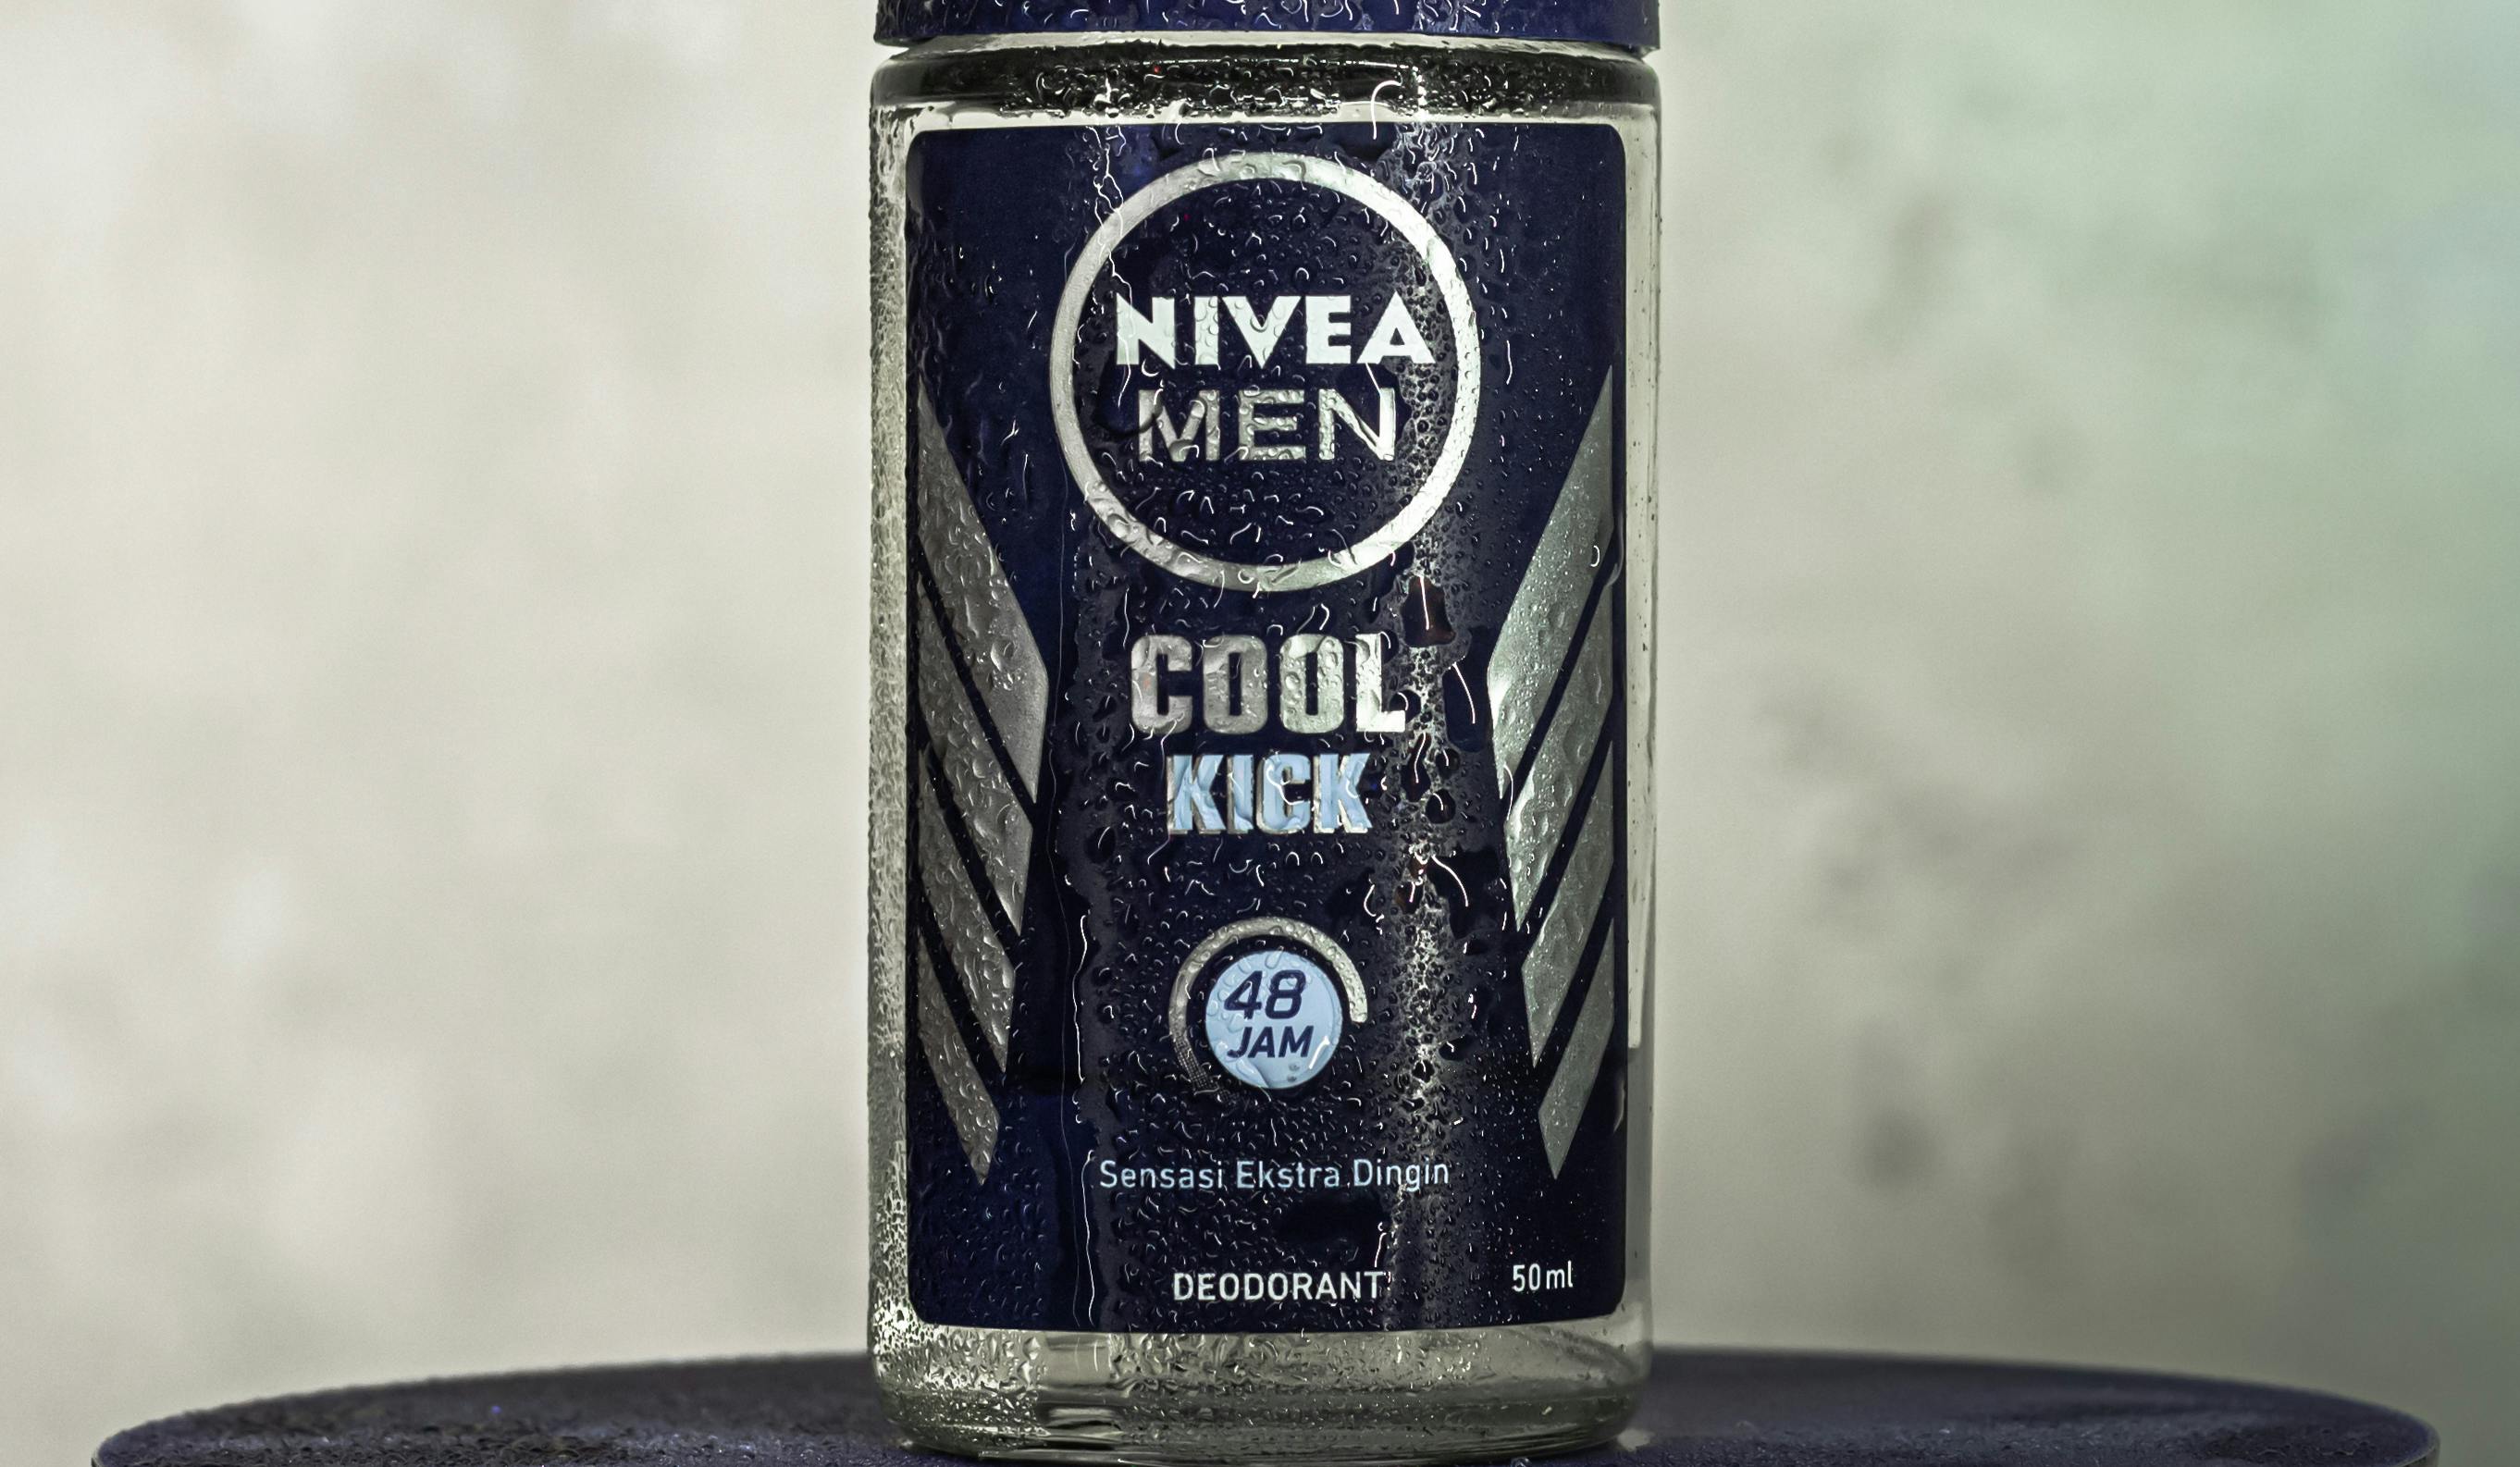 NIVEA
MEN
COOL
KICK
48
JAM
Sensasi Ekstra Dingin
DEODORANT
50ml